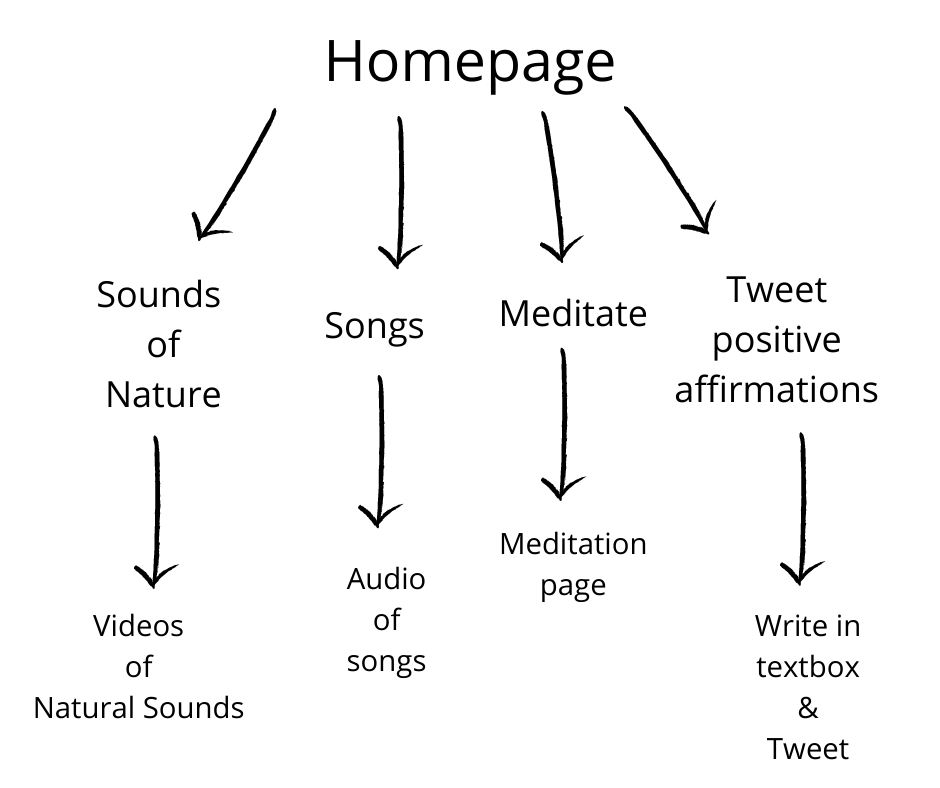 Homepage
Sounds
of
Nature
Songs
Meditate
Tweet
positive
affirmations
Videos
of
Natural Sounds
Audio
of
songs
Meditation
page
Write in
textbox
&
Tweet